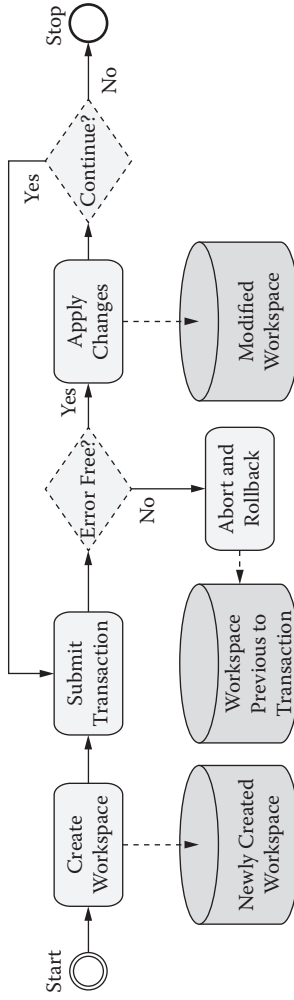 Start
Create
Workspace
Newly Created
Workspace
Submit
Transaction
Workspace
Previous to
Transaction
Error Free?
Yes
No
Abort and
Rollback
Apply
Changes
Modified
Workspace
Continue?
Yes
No
Stop